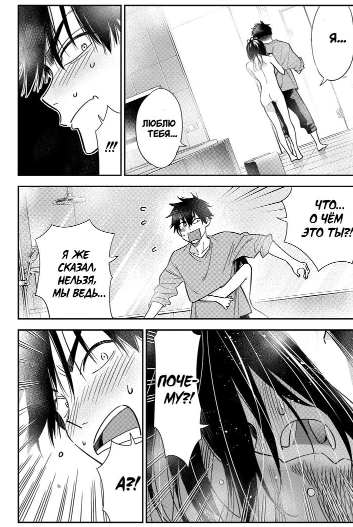 Я...
ЛЮБЛЮ
ТЕБЯ...
!!!
ЧТО...
О ЧЁМ
ЭТО ТЫ?!
Я ЖЕ
СКАЗАЛ,
НЕЛЬЗЯ,
МЫ ВЕДЬ...
ПОЧЕ-
МУ?!
А?!